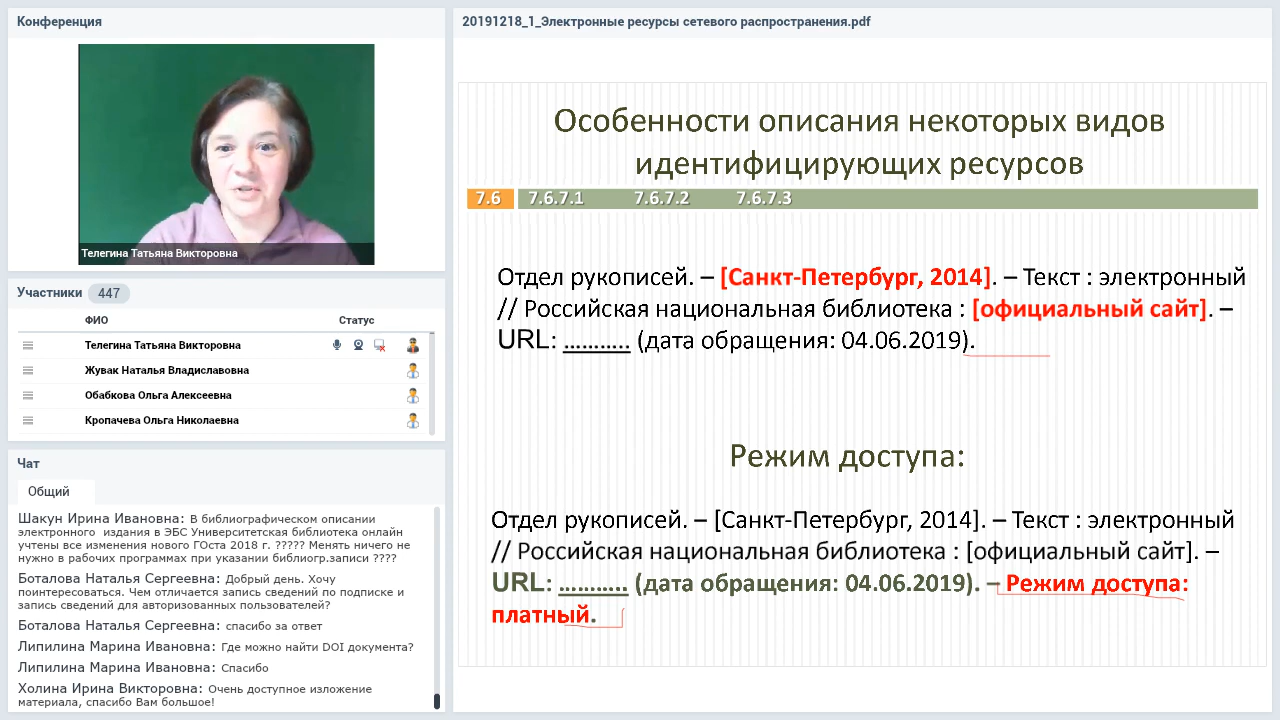 Конференция
Телегина Татьяна Викторовна
Участники 447
ФИО Статус
Телегина Татьяна Викторовна
Жувак Наталья Владиславовна
Обабкова Ольга Алексеевна
Кропачева Ольга Николаевна
Чат
Общий
Шакун Ирина Ивановна: В библиографическом описании
электронного издания в ЭБС Университетская библиотека онлайн
учтены все изменения нового ГОста 2018 г. ????? Менять ничего не
нужно в рабочих программах при указании библиогр.записи ????
Боталова Наталья Сергеевна: Добрый день. Хочу
поинтересоваться. Чем отличается запись сведений по подписке и
запись сведений для авторизованных пользователей?
Боталова Наталья Сергеевна: спасибо за ответ
Липилина Марина Ивановна: Где можно найти DOI документа?
Липилина Марина Ивановна: Спасибо
Холина Ирина Викторовна: Очень доступное изложение
материала, спасибо Вам большое!
20191218_1_Электронные ресурсы сетевого распространения.pdf
Особенности описания некоторых видов
идентифицирующих ресурсов
7.6 7.6.7.1 7.6.7.2 7.6.7.3
Отдел рукописей. – [Санкт-Петербург, 2014]. – Текст : электронный
// Российская национальная библиотека : [официальный сайт]. –
URL: ……….. (дата обращения: 04.06.2019).
Режим доступа:
Отдел рукописей. – [Санкт-Петербург, 2014]. – Текст : электронный
// Российская национальная библиотека : [официальный сайт]. –
URL: ……….. (дата обращения: 04.06.2019). – Режим доступа:
платный.